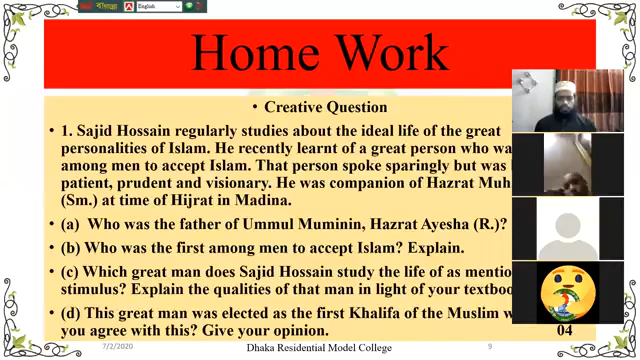 English
Home Work
• Creative Question
• 1. Sajid Hossain regularly studies about the ideal life of the great
personalities of Islam. He recently learnt of a great person who wa
among men to accept Islam. That person spoke sparingly but was
patient, prudent and visionary. He was companion of Hazrat Muh
(Sm.) at time of Hijrat in Madina.
• (a) Who was the father of Ummul Muminin, Hazrat Ayesha (R.)?
• (b) Who was the first among men to accept Islam? Explain.
• (c) Which great man does Sajid Hossain study the life of as mentio
stimulus? Explain the qualities of that man in light of your textboo
• (d) This great man was elected as the first Khalifa of the Muslim w
you agree with this? Give your opinion.
04
7/2/2020
Dhaka Residential Model College
9